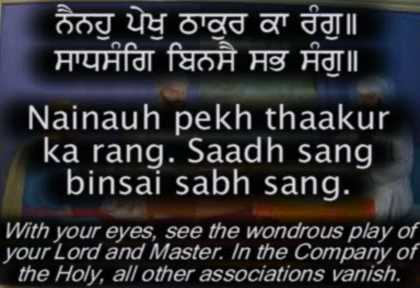 ਨੈਨਹੁ ਪੇਖੁ ਠਾਕੁਰ ਕਾ ਰੰਗੁ॥
ਸਾਧਸੰਗਿ ਬਿਨਸੈ ਸਭ ਸੰਗੁ॥
Nainauh pekh thaakur
ka rang. Saadh sang
binsai sabh sang.
With your eyes, see the wondrous play of
your Lord and Master. In the Company of
the Holy, all other associations vanish.